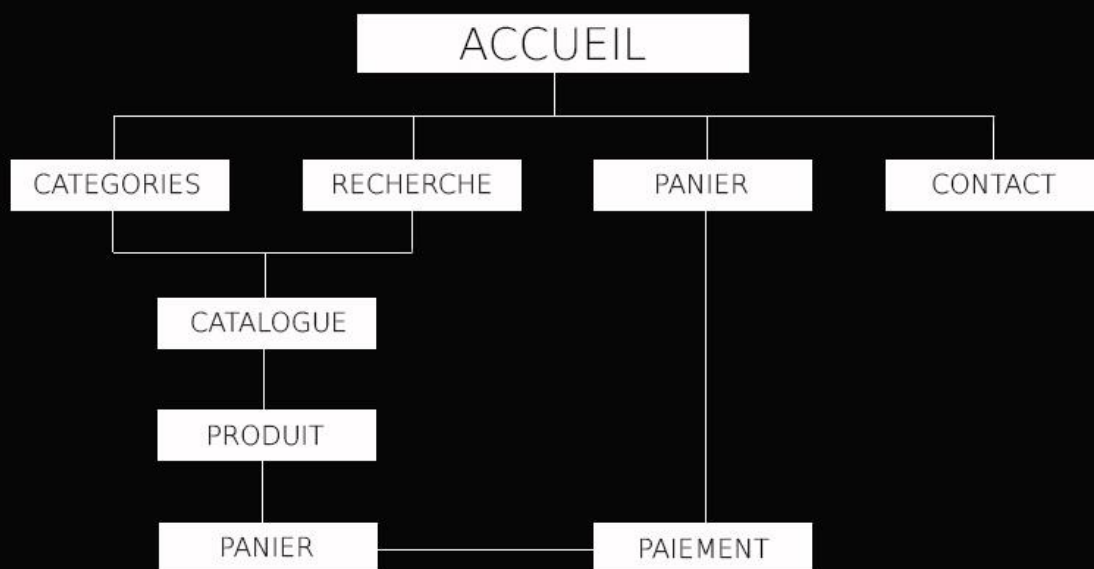 ACCUEIL
CATEGORIES
RECHERCHE
PANIER
CONTACT
CATALOGUE
PRODUIT
PANIER
PAIEMENT